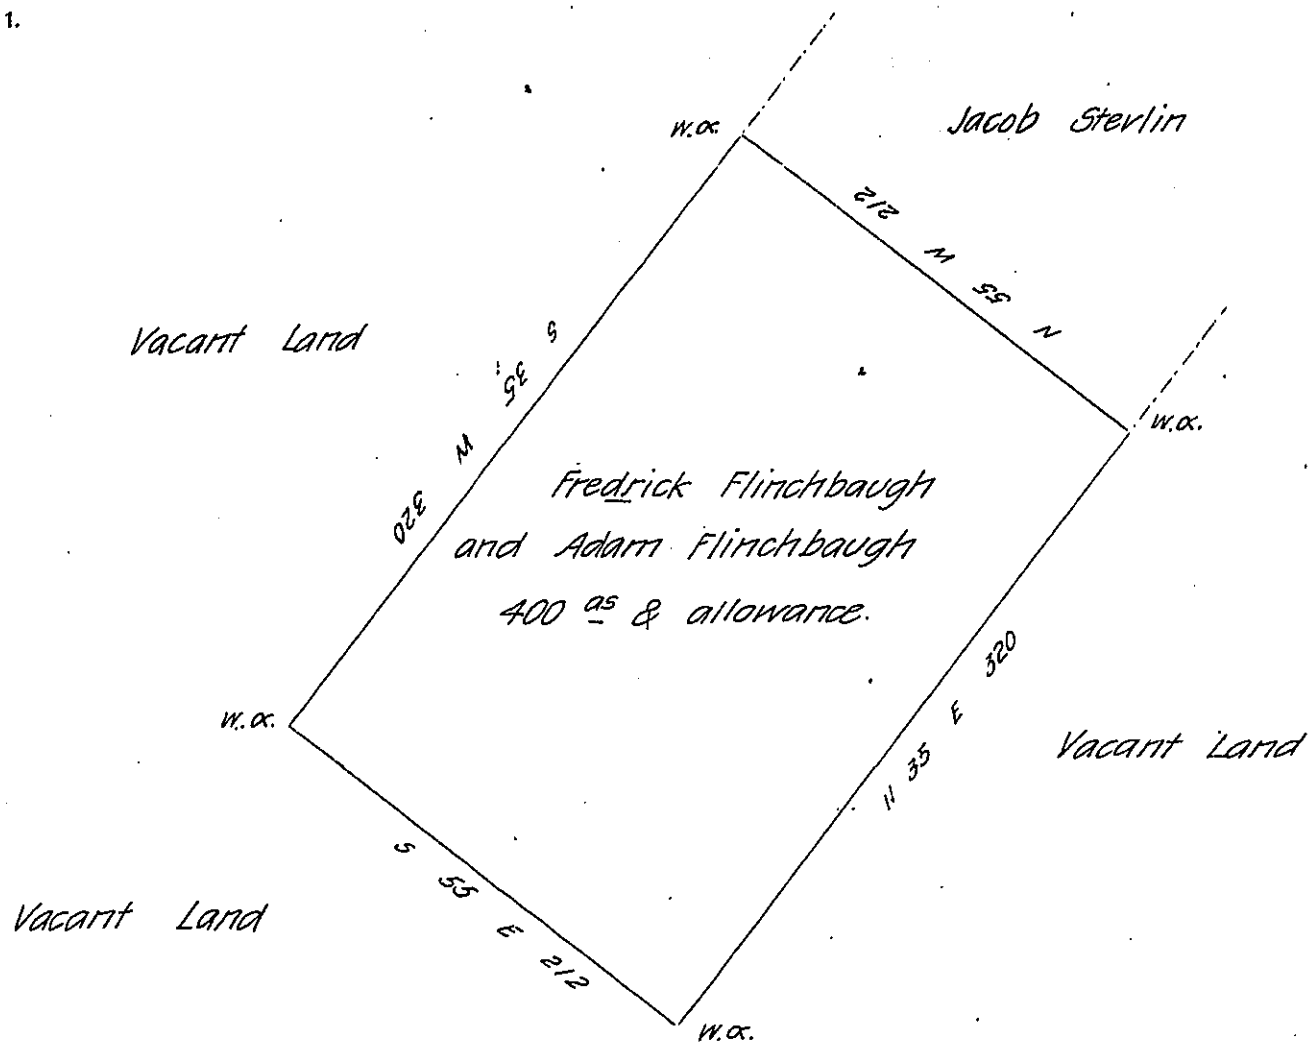 1.
w.o.
Jacob Sterlin
N 55 W 212
Vacant Land
S 35 W 320
w.o.
Fredrick Flinchbaugh
and Adam Flinchbaugh
400 as & allowance.
N 35 E 320
w.o.
Vacant Land
S 55 E 212
Vacant Land
w.o.